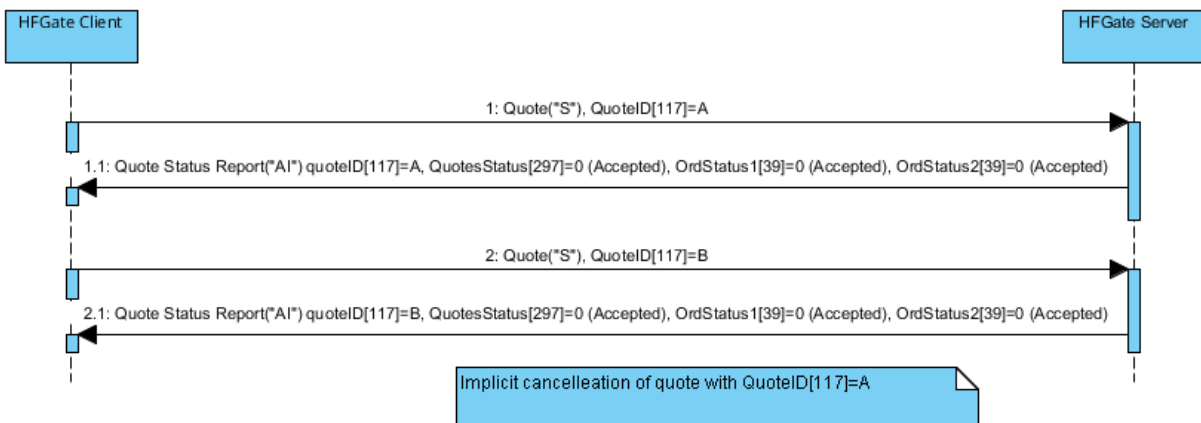 HFGate Client
HFGate Server
1: Quote("S"), QuoteID[117]=A
1.1: Quote Status Report("AI") quoteID[117]=A, QuotesStatus[297]=0 (Accepted), OrdStatus1[39]=0 (Accepted), OrdStatus2[39]=0 (Accepted)
2: Quote("S"), QuoteID[117]=B
2.1: Quote Status Report("AI") quoteID[117]=B, QuotesStatus[297]=0 (Accepted), OrdStatus1[39]=0 (Accepted), OrdStatus2[39]=0 (Accepted)
Implicit cancelleation of quote with QuoteID[117]=A